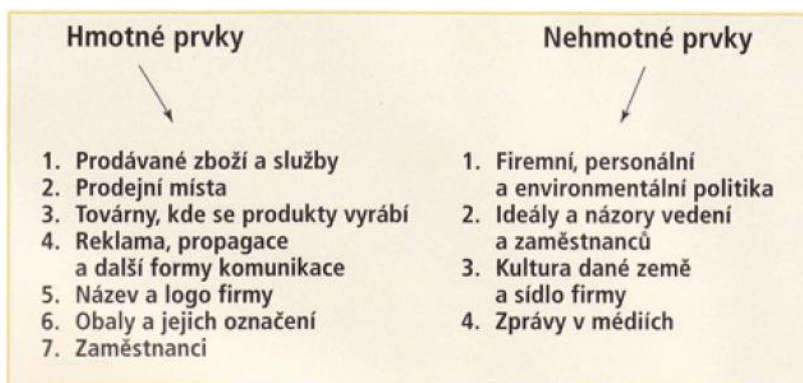 Hmotné prvky
1. Prodávané zboží a služby
2. Prodejní místa
3. Továrny, kde se produkty vyrábí
4. Reklama, propagace
a další formy komunikace
5. Název a logo firmy
6. Obaly a jejich označení
7. Zaměstnanci
Nehmotné prvky
1. Firemní, personální
a environmentální politika
2. Ideály a názory vedení
a zaměstnanců
3. Kultura dané země
a sídlo firmy
4. Zprávy v médiích